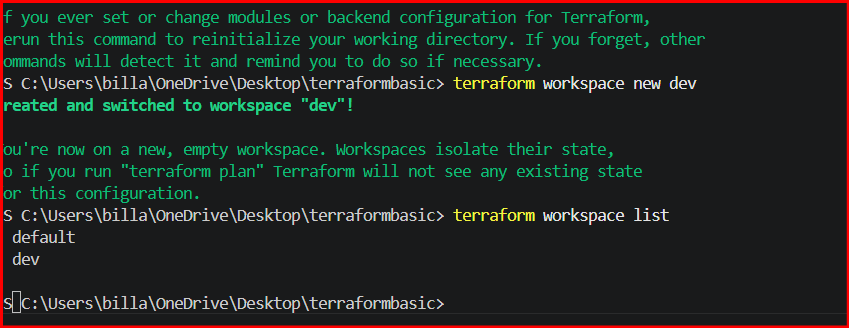 f you ever set or change modules or backend configuration for Terraform,
erun this command to reinitialize your working directory. If you forget, other
ommands will detect it and remind you to do so if necessary.
S C:\Users\billa\OneDrive\Desktop\terraformbasic> terraform workspace new dev
reated and switched to workspace "dev"!
ou're now on a new, empty workspace. Workspaces isolate their state,
o if you run "terraform plan" Terraform will not see any existing state
or this configuration.
S C:\Users\billa\OneDrive\Desktop\terraformbasic> terraform workspace list
default
dev
S C:\Users\billa\OneDrive\Desktop\terraformbasic>